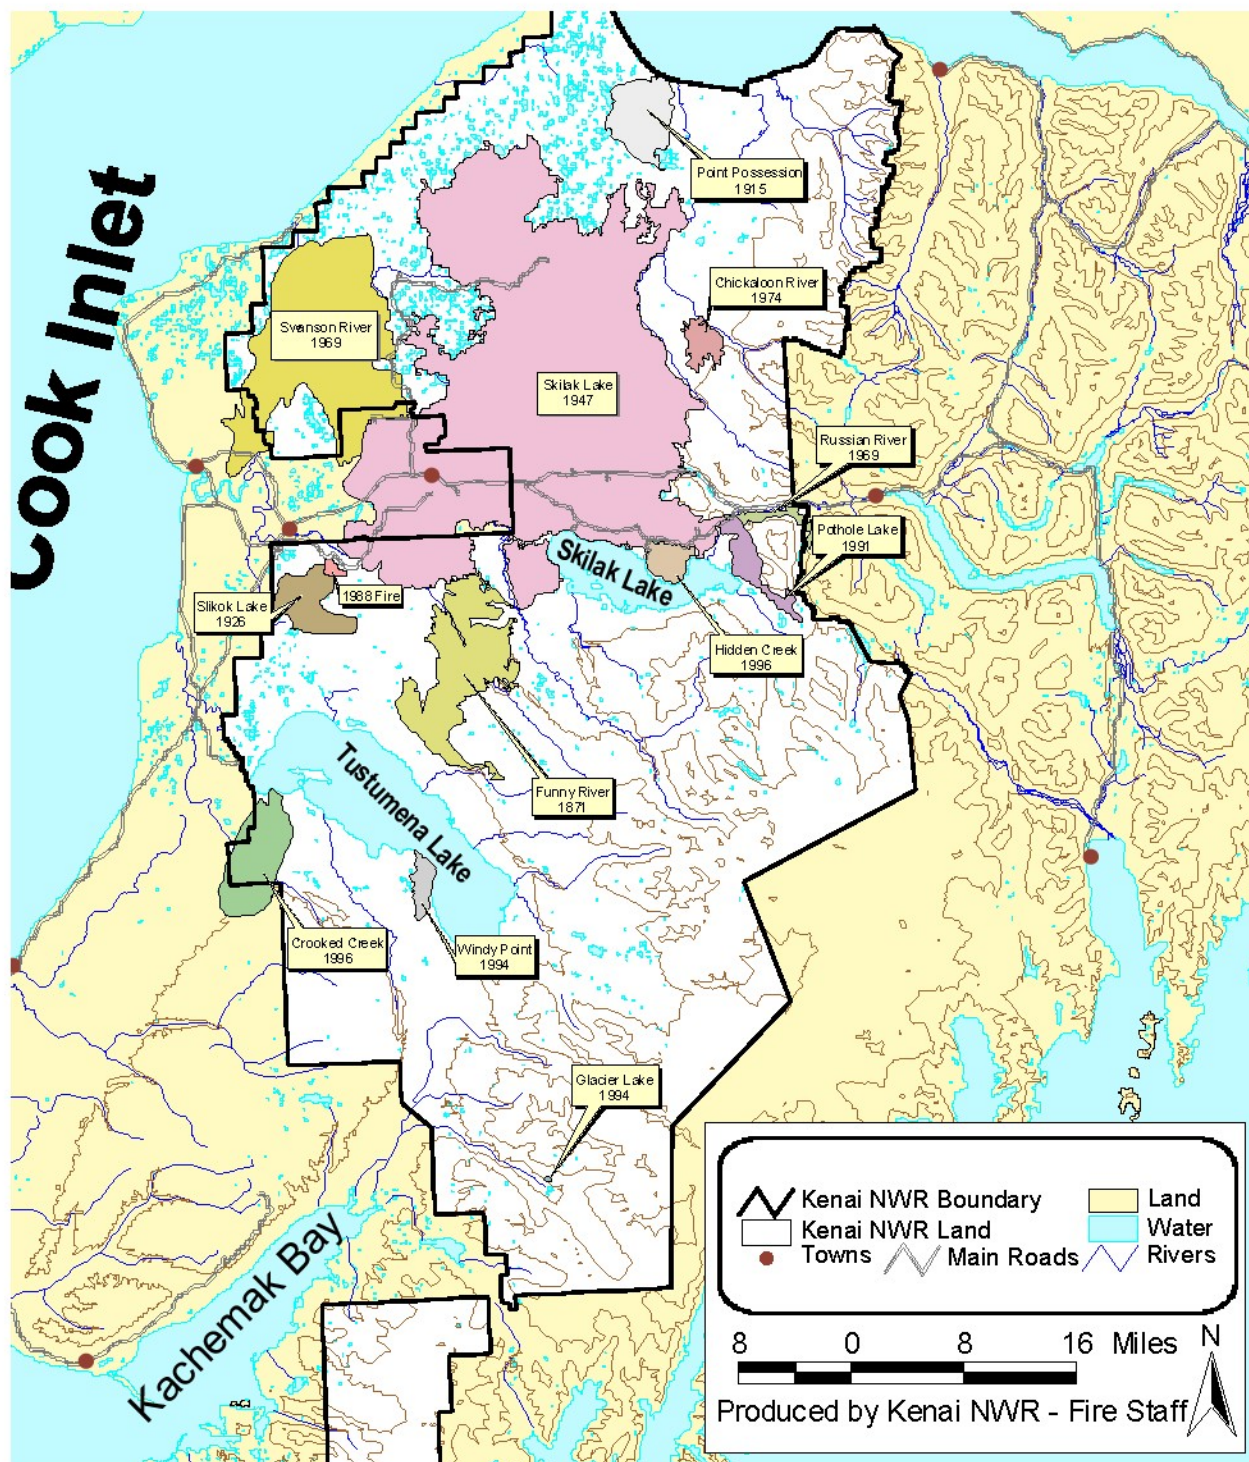 Cook Inlet
Point Possession
1915
Chickaloon River
1974
Swanson River
1969
Skilak Lake
1947
Russian River
1969
Pothole Lake
1991
Skilak Lake
1988 Fire
Slikok Lake
1926
Hidden Creek
1996
Tustumena Lake
Funny River
1871
Crooked Creek
1996
Windy Point
1994
Glacier Lake
1994
Kachemak Bay
Kenai NWR Boundary
Land
Kenai NWR Land
Water
Towns
Main Roads
Rivers
8 0 8 16 Miles
N
Produced by Kenai NWR - Fire Staff